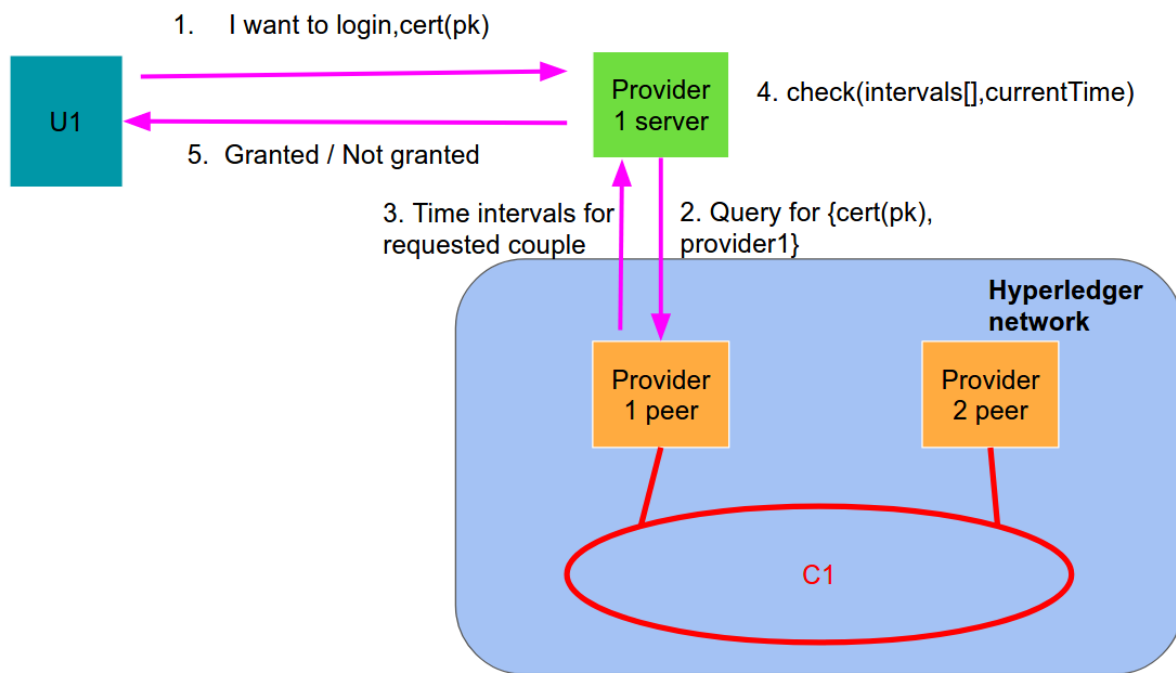 1. I want to login,cert(pk)
U1
Provider
1 server
4. check(intervals[],currentTime)
5. Granted / Not granted
3. Time intervals for
requested couple
2. Query for {cert(pk),
provider1}
Hyperledger
network
Provider
1 peer
Provider
2 peer
C1